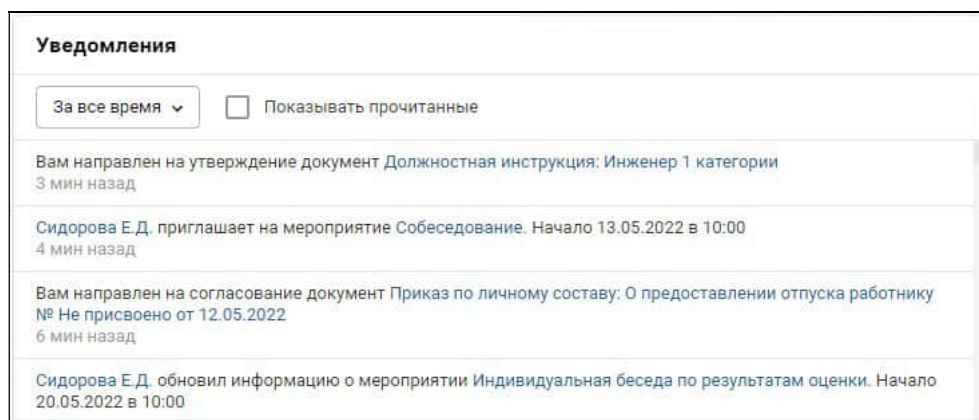 Уведомления
За все время
Показывать прочитанные
Вам направлен на утверждение документ Должностная инструкция: Инженер 1 категории
3 мин назад
Сидорова Е.Д. приглашает на мероприятие Собеседование. Начало 13.05.2022 в 10:00
4 мин назад
Вам направлен на согласование документ Приказ по личному составу: О предоставлении отпуска работнику
№ Не присвоено от 12.05.2022
6 мин назад
Сидорова Е.Д. обновил информацию о мероприятии Индивидуальная беседа по результатам оценки. Начало
20.05.2022 в 10:00